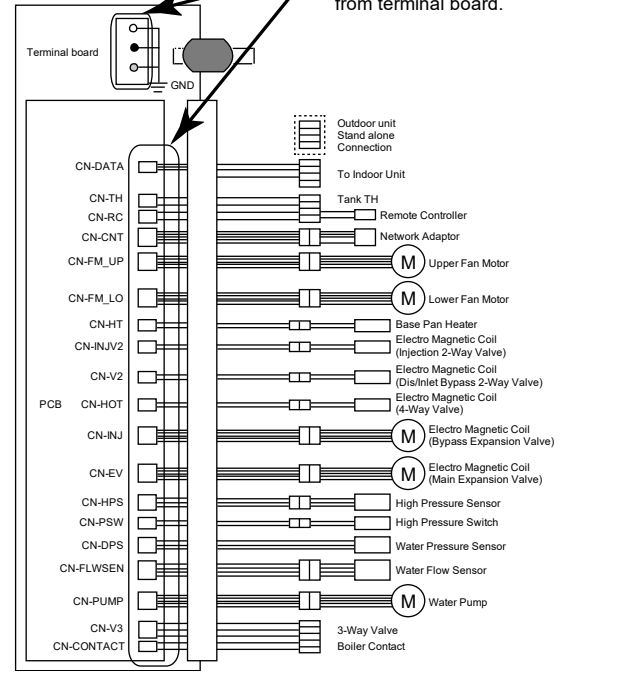 from terminal board.
Terminal board
GND
Outdoor unit
Stand alone
Connection
CN-DATA
To Indoor Unit
CN-TH
Tank TH
CN-RC
Remote Controller
CN-CNT
Network Adaptor
CN-FM_UP
M
Upper Fan Motor
CN-FM_LO
M
Lower Fan Motor
CN-HT
Base Pan Heater
CN-INJV2
Electro Magnetic Coil
(Injection 2-Way Valve)
CN-V2
Electro Magnetic Coil
(Dis/Inlet Bypass 2-Way Valve)
PCB
CN-HOT
Electro Magnetic Coil
(4-Way Valve)
CN-INJ
M
Electro Magnetic Coil
(Bypass Expansion Valve)
CN-EV
M
Electro Magnetic Coil
(Main Expansion Valve)
CN-HPS
High Pressure Sensor
CN-PSW
High Pressure Switch
CN-DPS
Water Pressure Sensor
CN-FLWSEN
Water Flow Sensor
CN-PUMP
M
Water Pump
CN-V3
3-Way Valve
CN-CONTACT
Boiler Contact